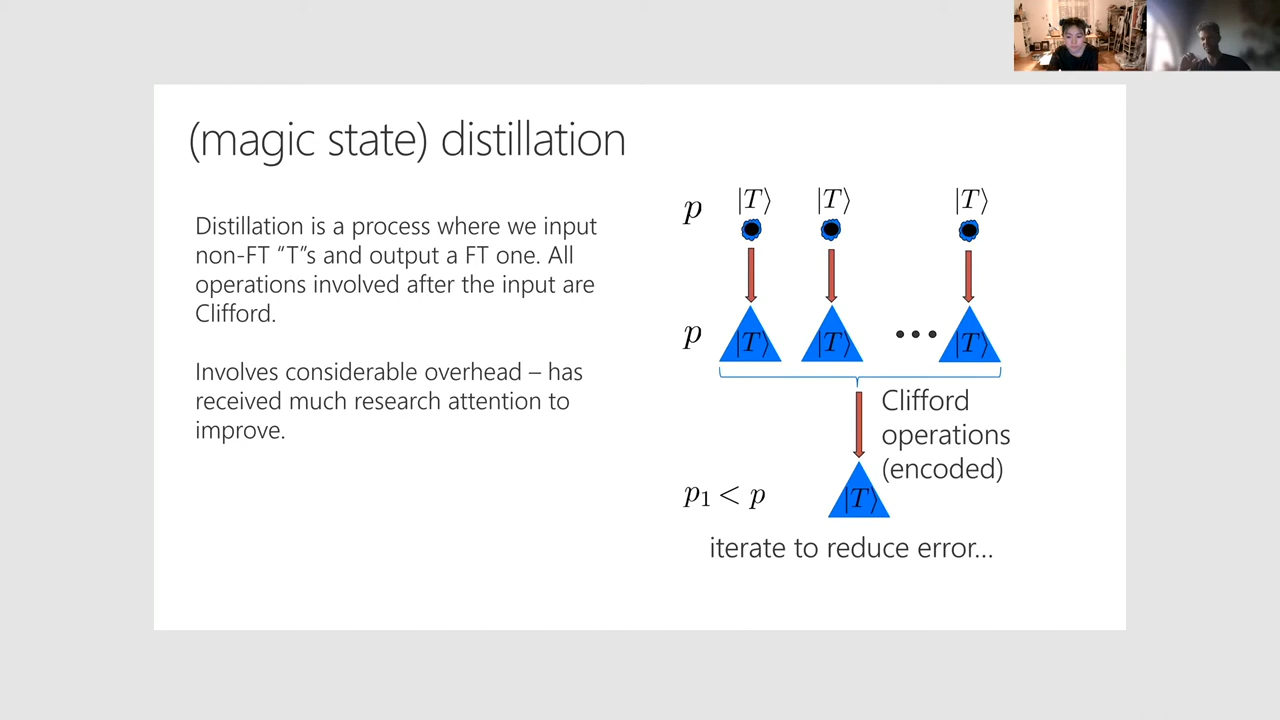 (magic state) distillation
Distillation is a process where we input
non-FT “T”s and output a FT one. All
operations involved after the input are
Clifford.
Involves considerable overhead – has
received much research attention to
improve.
p |T⟩ |T⟩ |T⟩
p |T⟩ |T⟩ ••• |T⟩
Clifford
operations
(encoded)
p₁ < p |T⟩
iterate to reduce error...